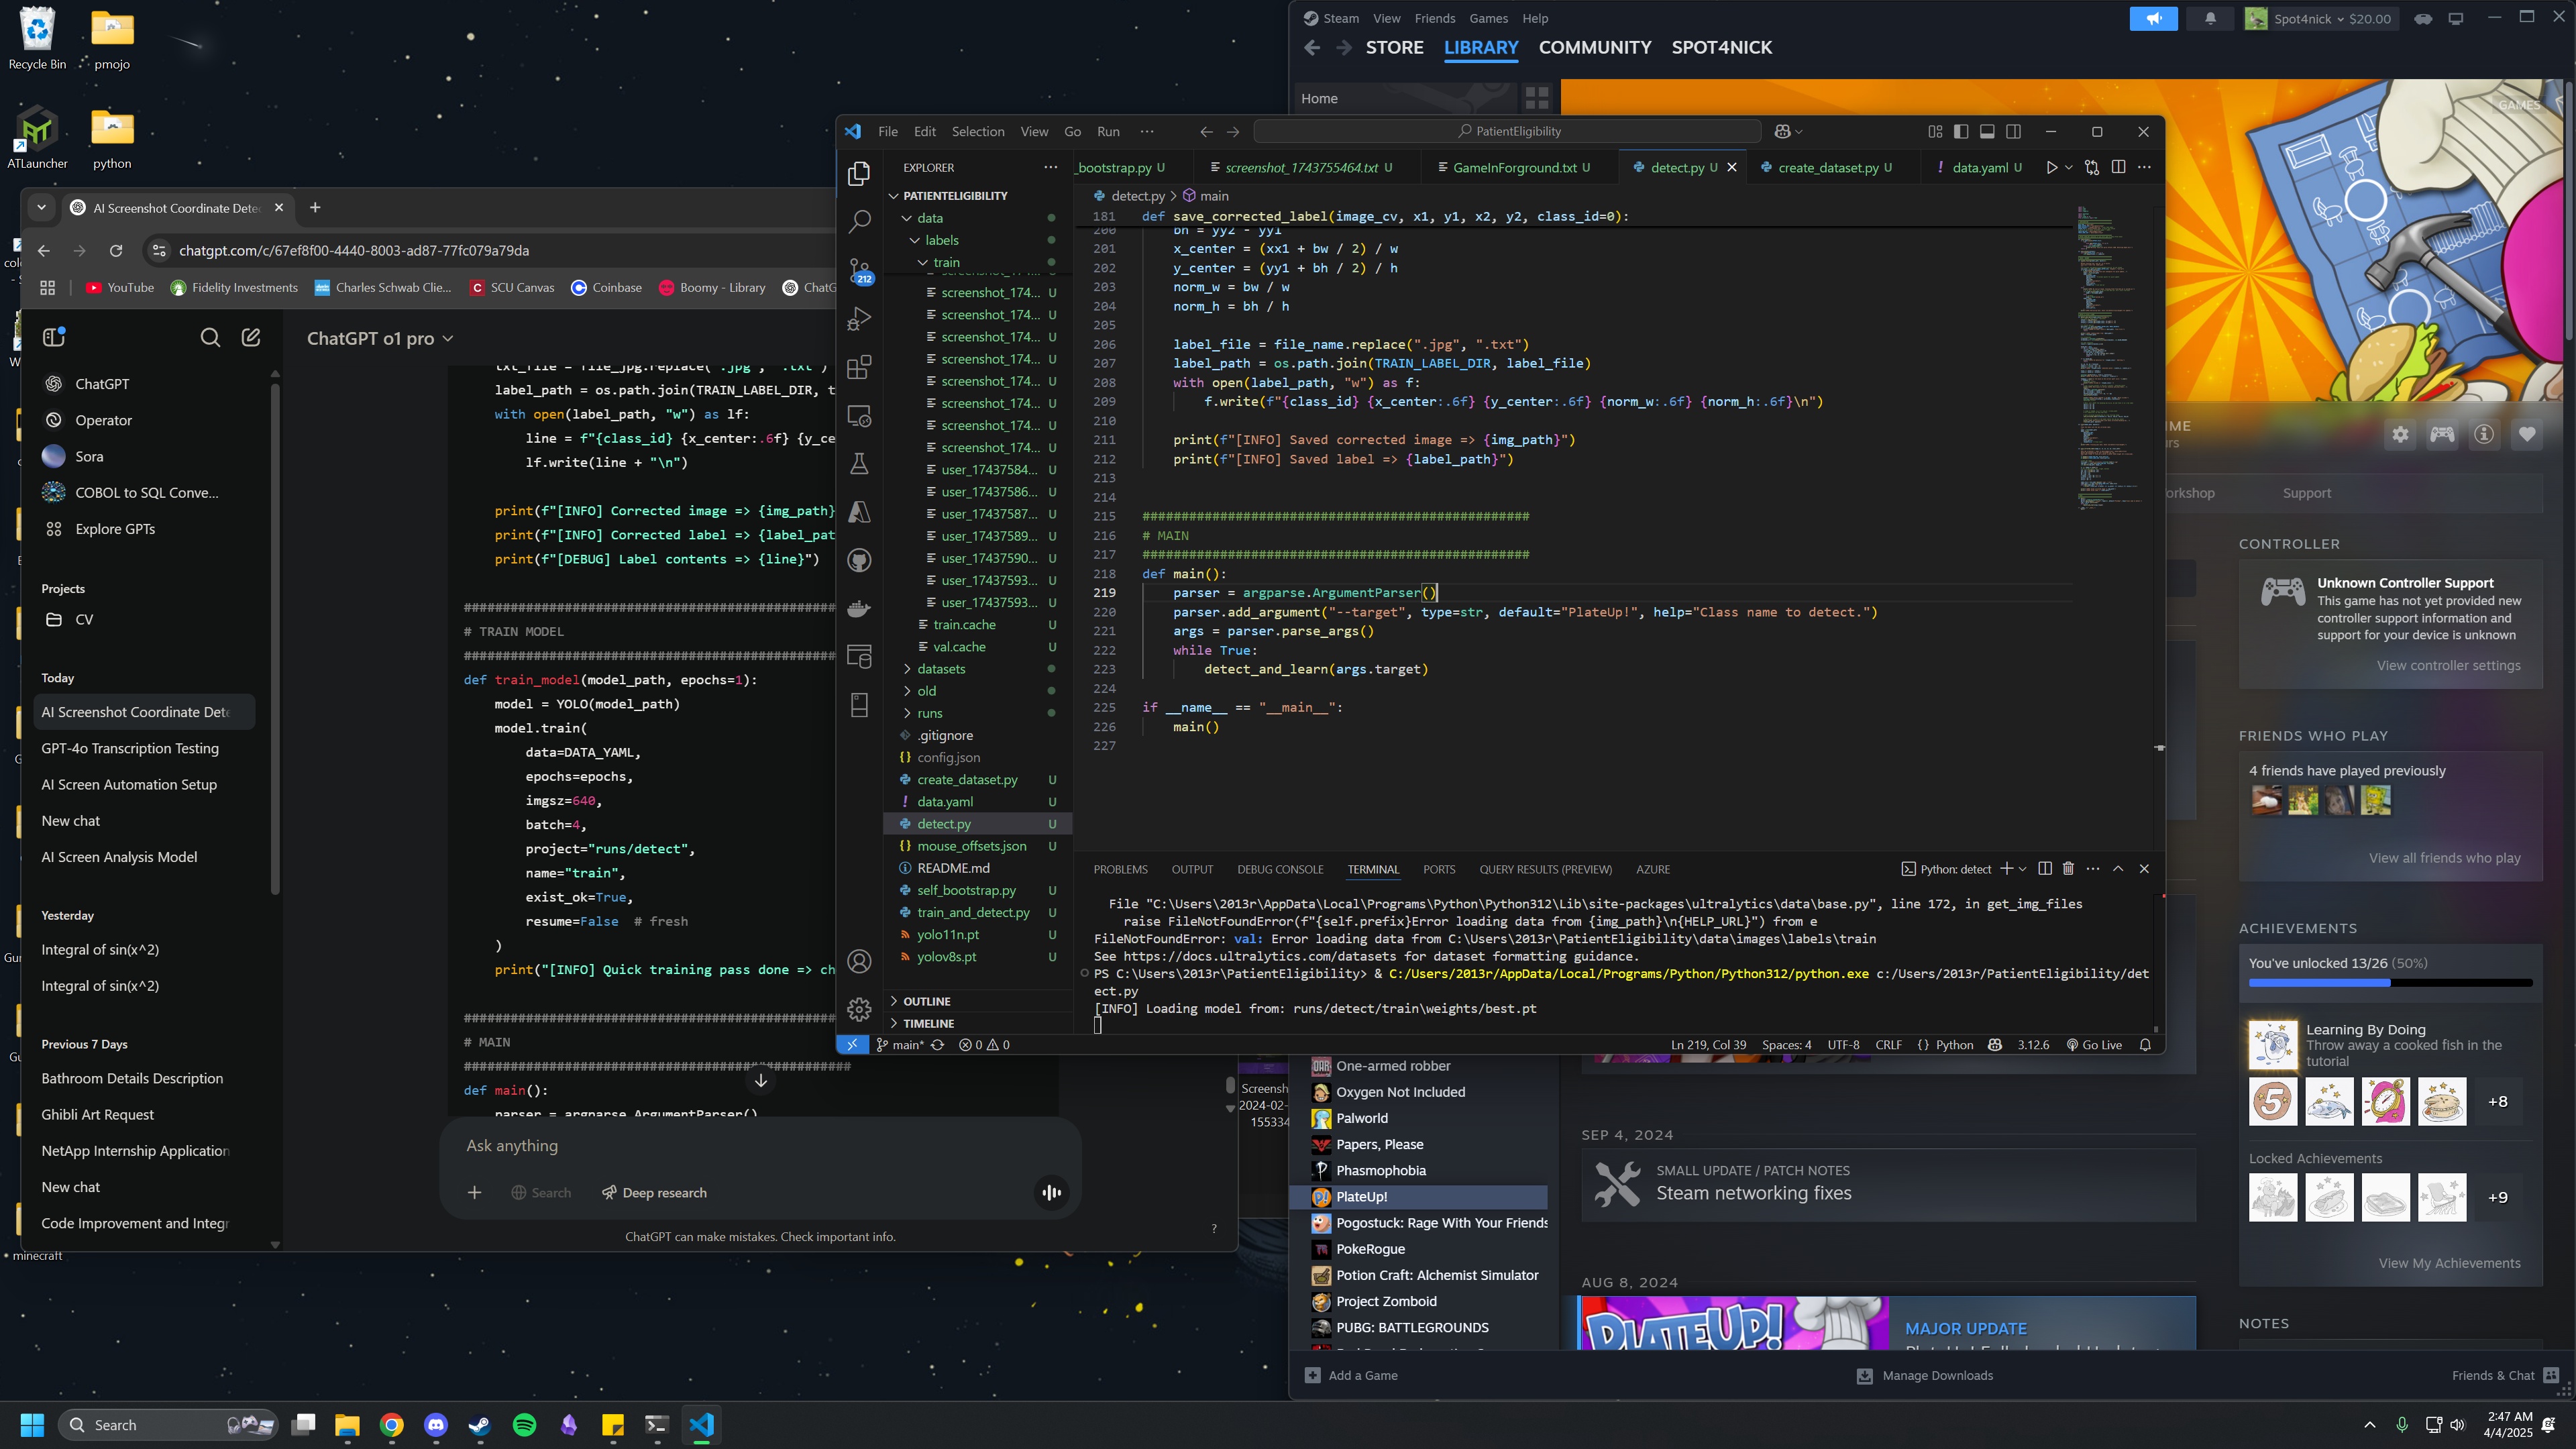 Recycle Bin
pmojo
ATLauncher
python
minecraft
AI Screenshot Coordinate Dete
chatgpt.com/c/67ef8f00-4440-8003-ad87-77fc079a79da
YouTube
Fidelity Investments
Charles Schwab Clie...
SCU Canvas
Coinbase
Boomy - Library
ChatG
ChatGPT o1 pro
ChatGPT
Operator
Sora
COBOL to SQL Conve...
Explore GPTs
Projects
CV
Today
AI Screenshot Coordinate Dete
GPT-4o Transcription Testing
AI Screen Automation Setup
New chat
AI Screen Analysis Model
Yesterday
Integral of sin(x^2)
Integral of sin(x^2)
Previous 7 Days
Bathroom Details Description
Ghibli Art Request
NetApp Internship Application
New chat
Code Improvement and Integr
txt_file = file_jpg.replace(".jpg", ".txt")
label_path = os.path.join(TRAIN_LABEL_DIR, t
with open(label_path, "w") as lf:
line = f"{class_id} {x_center:.6f} {y_ce
lf.write(line + "\n")
print(f"[INFO] Corrected image => {img_path}
print(f"[INFO] Corrected label => {label_pat
print(f"[DEBUG] Label contents => {line}")
##################################################
# TRAIN MODEL
##################################################
def train_model(model_path, epochs=1):
model = YOLO(model_path)
model.train(
data=DATA_YAML,
epochs=epochs,
imgsz=640,
batch=4,
project="runs/detect",
name="train",
exist_ok=True,
resume=False  # fresh
)
print("[INFO] Quick training pass done => ch
##################################################
# MAIN
##################################################
def main():
parser = argparse.ArgumentParser()
Ask anything
Search
Deep research
ChatGPT can make mistakes. Check important info.
?
Screensh
2024-02-
155334
File
Edit
Selection
View
Go
Run
PatientEligibility
EXPLORER
_bootstrap.py U
screenshot_1743755464.txt U
GameInForground.txt U
detect.py U
create_dataset.py U
! data.yaml U
detect.py > main
212
PATIENTELIGIBILITY
data
labels
train
screenshot_174... U
screenshot_174... U
screenshot_174... U
screenshot_174... U
screenshot_174... U
screenshot_174... U
screenshot_174... U
screenshot_174... U
user_17437584... U
user_17437586... U
user_17437587... U
user_17437589... U
user_17437590... U
user_17437593... U
user_17437593... U
train.cache U
val.cache U
datasets
old
runs
.gitignore
{} config.json
create_dataset.py U
! data.yaml U
detect.py U
{} mouse_offsets.json U
README.md
self_bootstrap.py U
train_and_detect.py U
yolo11n.pt U
yolov8s.pt U
OUTLINE
TIMELINE
181 def save_corrected_label(image_cv, x1, y1, x2, y2, class_id=0):
200 bh = yy2 - yy1
201 x_center = (xx1 + bw / 2) / w
202 y_center = (yy1 + bh / 2) / h
203 norm_w = bw / w
204 norm_h = bh / h
205
206 label_file = file_name.replace(".jpg", ".txt")
207 label_path = os.path.join(TRAIN_LABEL_DIR, label_file)
208 with open(label_path, "w") as f:
209 f.write(f"{class_id} {x_center:.6f} {y_center:.6f} {norm_w:.6f} {norm_h:.6f}\n")
210
211 print(f"[INFO] Saved corrected image => {img_path}")
212 print(f"[INFO] Saved label => {label_path}")
213
214
215 ##################################################
216 # MAIN
217 ##################################################
218 def main():
219 parser = argparse.ArgumentParser()
220 parser.add_argument("--target", type=str, default="PlateUp!", help="Class name to detect.")
221 args = parser.parse_args()
222 while True:
223 detect_and_learn(args.target)
224
225 if __name__ == "__main__":
226 main()
227
PROBLEMS
OUTPUT
DEBUG CONSOLE
TERMINAL
PORTS
QUERY RESULTS (PREVIEW)
AZURE
Python: detect
File "C:\Users\2013r\AppData\Local\Programs\Python\Python312\Lib\site-packages\ultralytics\data\base.py", line 172, in get_img_files
raise FileNotFoundError(f"{self.prefix}Error loading data from {img_path}\n{HELP_URL}") from e
FileNotFoundError: val: Error loading data from C:\Users\2013r\PatientEligibility\data\images\labels\train
See https://docs.ultralytics.com/datasets for dataset formatting guidance.
PS C:\Users\2013r\PatientEligibility> & C:/Users/2013r/AppData/Local/Programs/Python/Python312/python.exe c:/Users/2013r/PatientEligibility/det
ect.py
[INFO] Loading model from: runs/detect/train\weights/best.pt
main*
0
0
Ln 219, Col 39
Spaces: 4
UTF-8
CRLF
{} Python
3.12.6
Go Live
Steam
View
Friends
Games
Help
Spot4nick
$20.00
STORE
LIBRARY
COMMUNITY
SPOT4NICK
Home
GAMES
orkshop
Support
CONTROLLER
Unknown Controller Support
This game has not yet provided new
controller support information and
support for your device is unknown
View controller settings
FRIENDS WHO PLAY
4 friends have played previously
View all friends who play
ACHIEVEMENTS
You've unlocked 13/26 (50%)
Learning By Doing
Throw away a cooked fish in the
tutorial
5
+8
Locked Achievements
+9
View My Achievements
NOTES
One-armed robber
Oxygen Not Included
Palworld
Papers, Please
Phasmophobia
PlateUp!
Pogostuck: Rage With Your Friends
PokeRogue
Potion Craft: Alchemist Simulator
Project Zomboid
PUBG: BATTLEGROUNDS
SEP 4, 2024
SMALL UPDATE / PATCH NOTES
Steam networking fixes
AUG 8, 2024
PLATEUP!
MAJOR UPDATE
Add a Game
Manage Downloads
Friends & Chat
Search
2:47 AM
4/4/2025